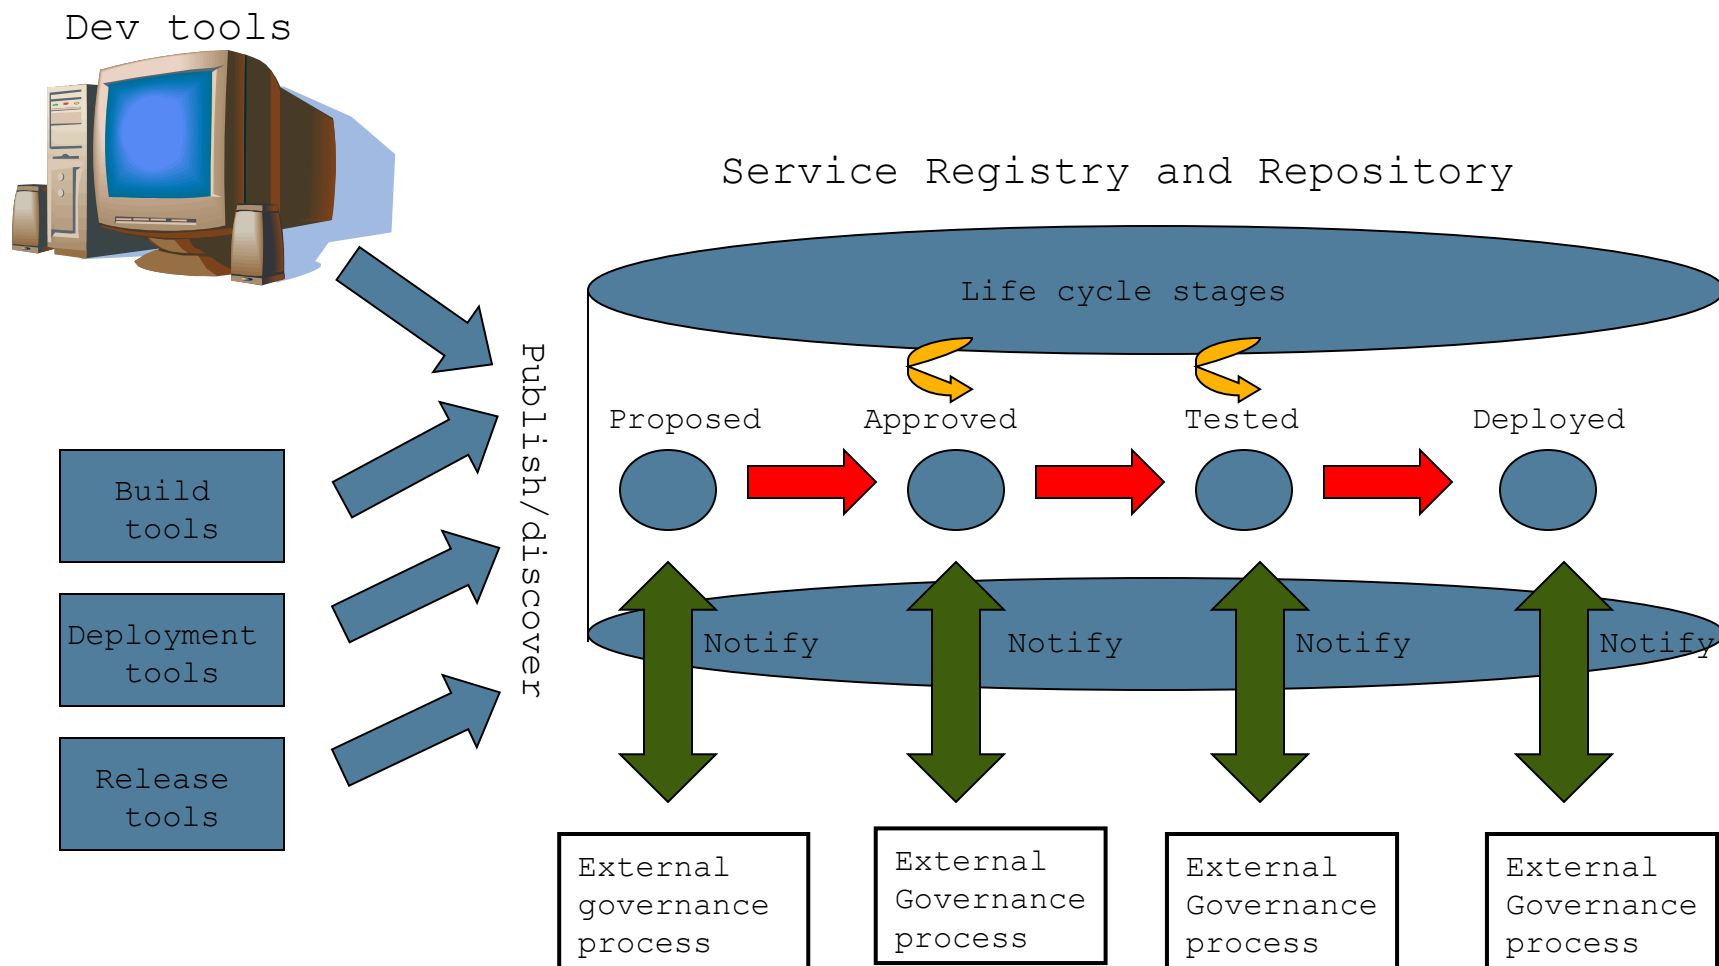 Dev tools
Service Registry and Repository
Life cycle stages
Publish/discover
Proposed
Approved
Tested
Deployed
Build
tools
Deployment
tools
Release
tools
Notify
Notify
Notify
Notify
External
governance
process
External
Governance
process
External
Governance
process
External
Governance
process